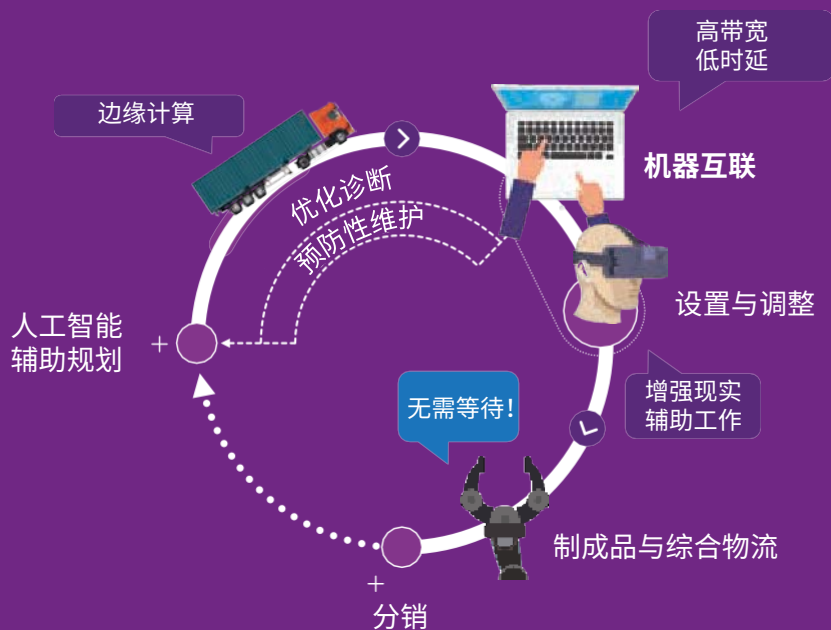 高带宽
低时延
边缘计算
机器互联
优化诊断
预防性维护
设置与调整
人工智能
辅助规划
增强现实
辅助工作
无需等待!
制成品与综合物流
分销